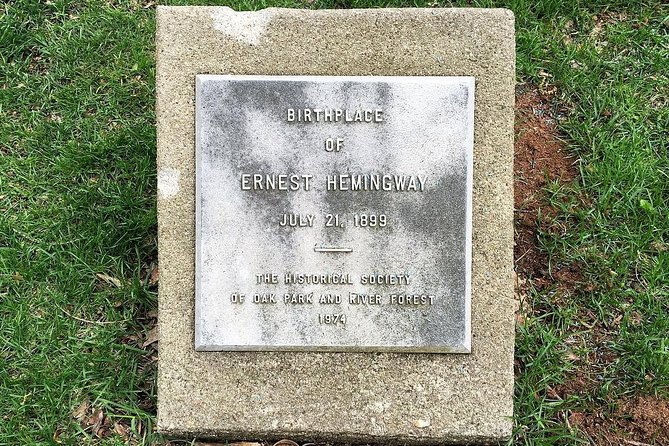 BIRTHPLACE
OF
ERNEST HEMINGWAY
JULY 21, 1899
THE HISTORICAL SOCIETY
OF OAK PARK AND RIVER FOREST
1974